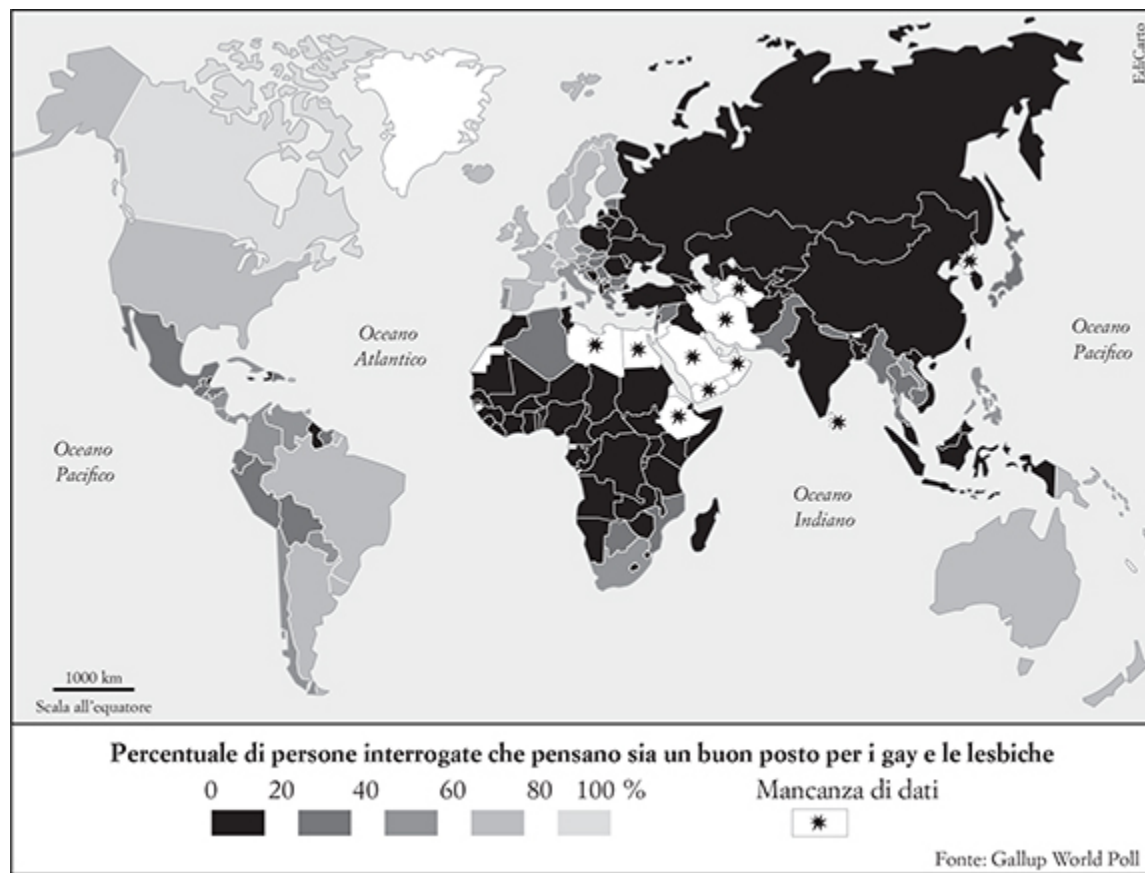 EdiCarto
Oceano
Atlantico
Oceano
Pacifico
Oceano
Pacifico
Oceano
Indiano
1000 km
Scala all'equatore
Percentuale di persone interrogate che pensano sia un buon posto per i gay e le lesbiche
0 20 40 60 80 100 %
Mancanza di dati
Fonte: Gallup World Poll